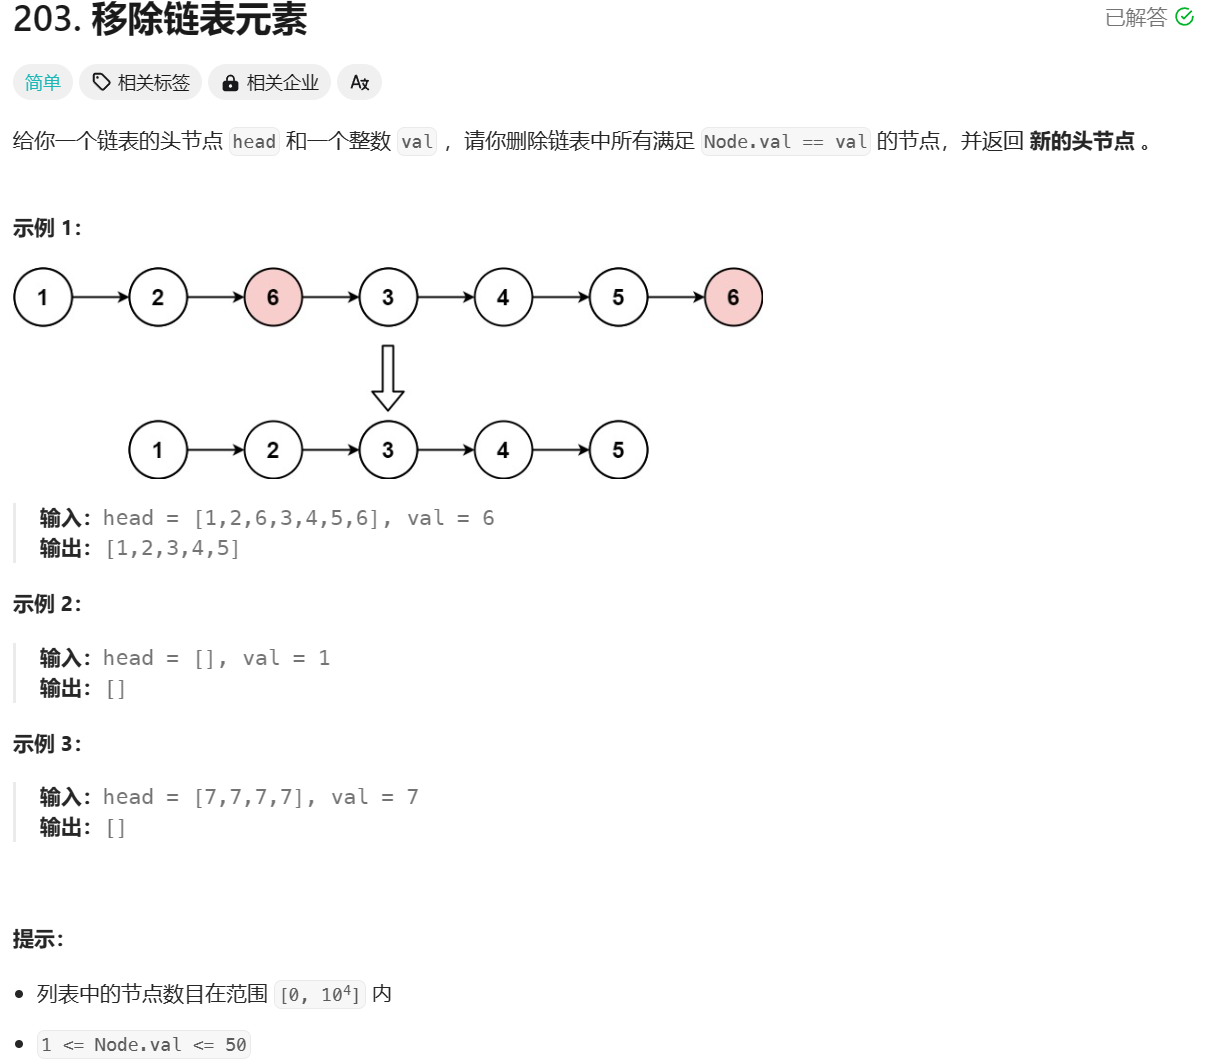 203. 移除链表元素
已解答
简单 相关标签 相关企业 A文
给你一个链表的头节点 head 和一个整数 val ，请你删除链表中所有满足 Node.val == val 的节点，并返回 新的头节点 。
示例 1：
1 2 6 3 4 5 6
1 2 3 4 5
输入：head = [1,2,6,3,4,5,6], val = 6
输出：[1,2,3,4,5]
示例 2：
输入：head = [], val = 1
输出：[]
示例 3：
输入：head = [7,7,7,7], val = 7
输出：[]
提示：
列表中的节点数目在范围 [0, 10⁴] 内
1 <= Node.val <= 50